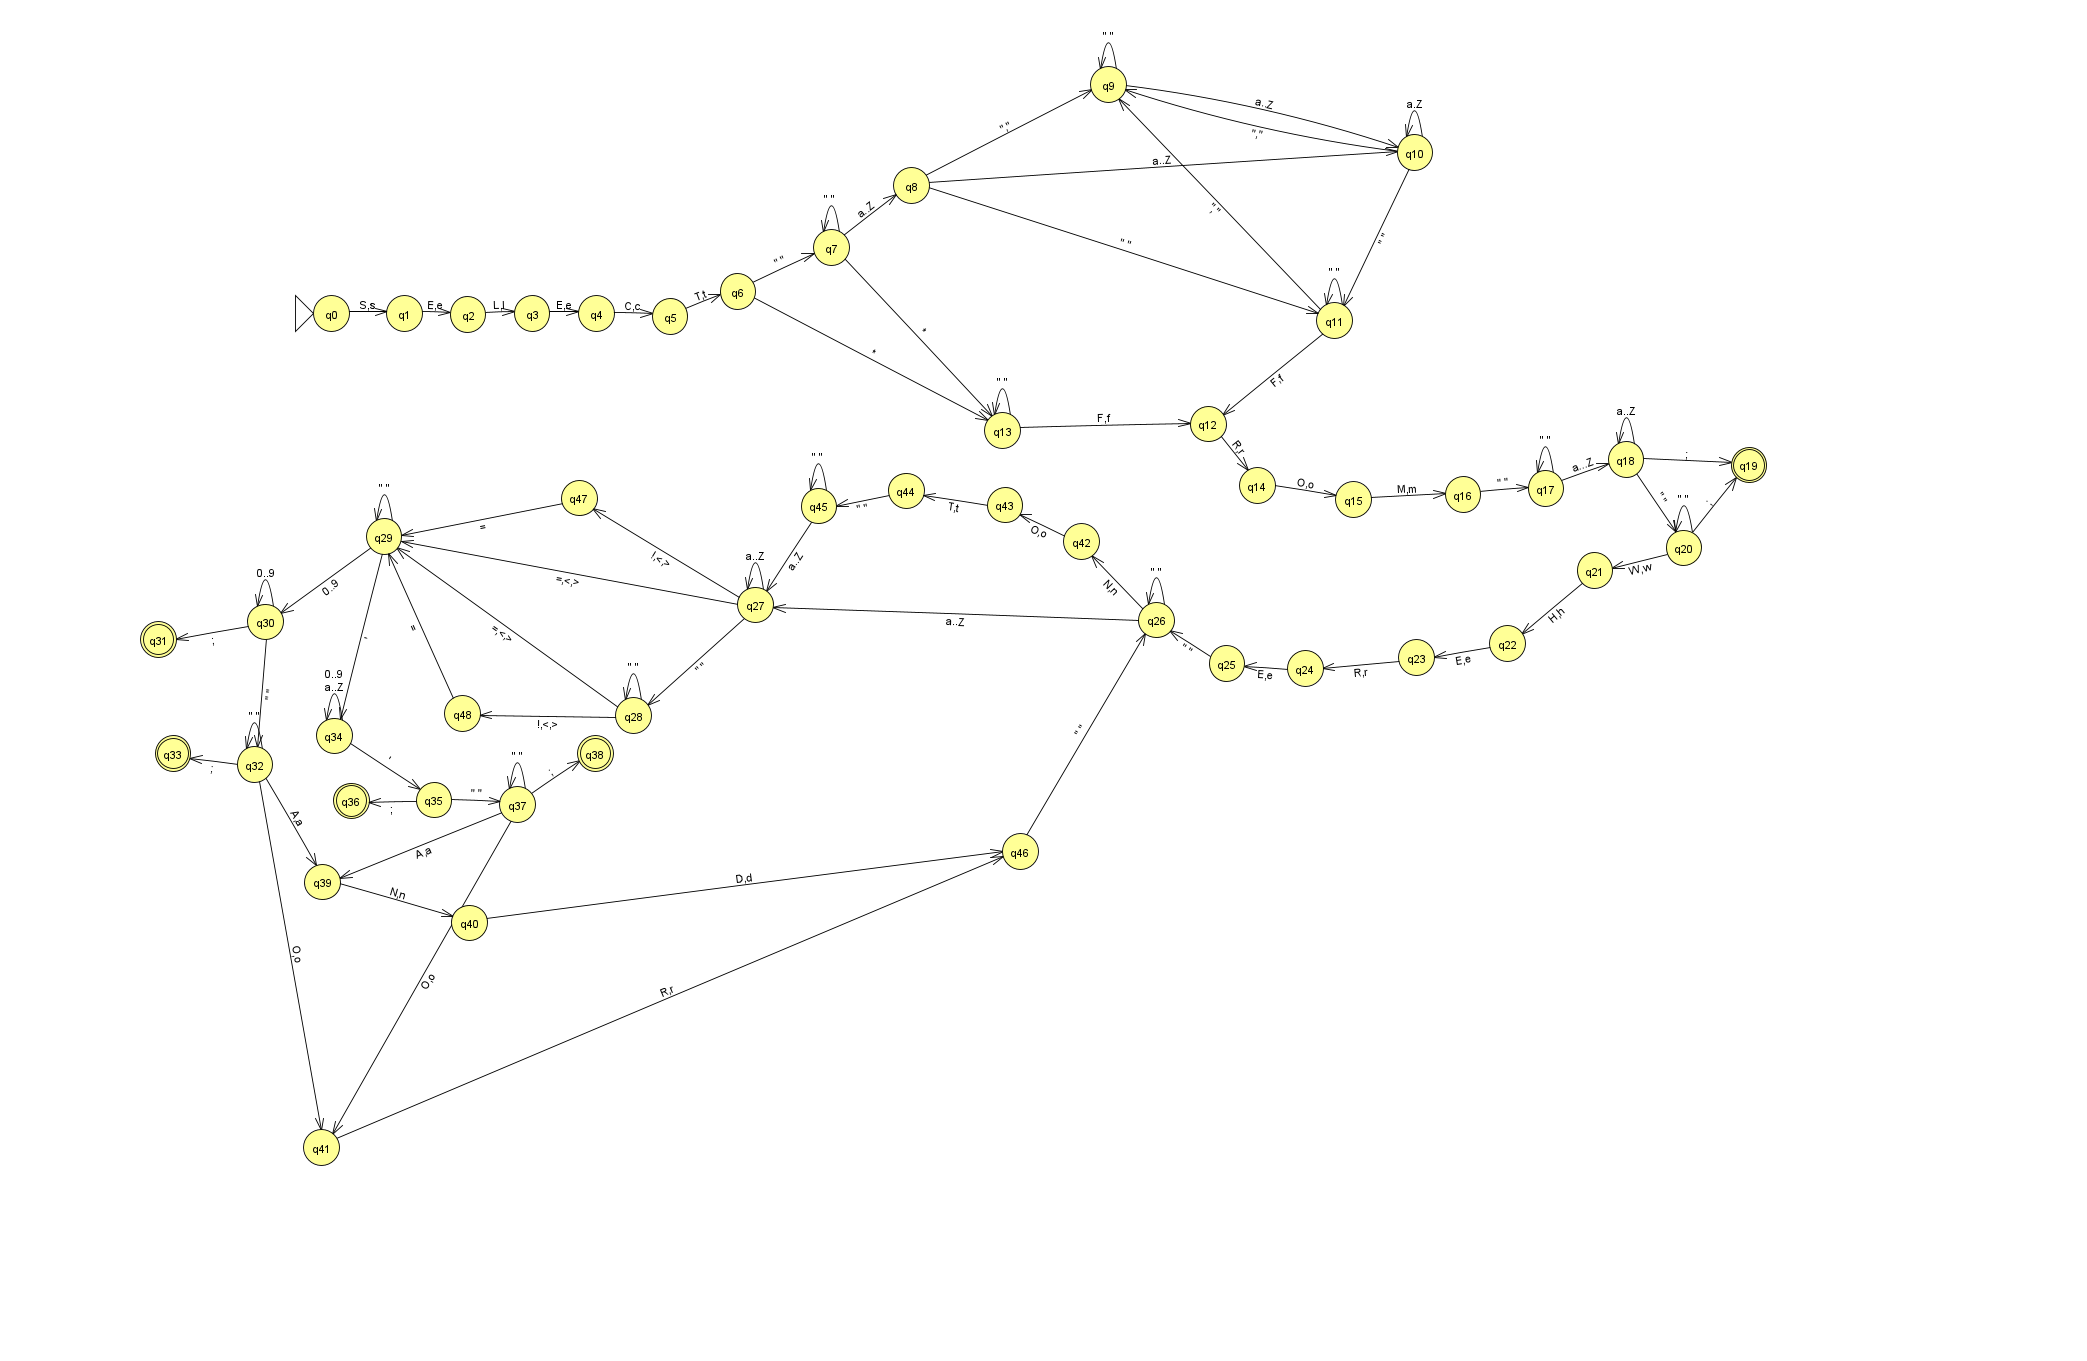 " "
q9
a..Z
","
a.Z
q10
","
a..Z
q8
" "
a.Z
q7
" "
","
" "
" "
q11
" "
q6
T,t
q5
C,c
q4
E,e
q3
L,l
q2
E,e
q1
S,s
q0
*
*
" "
q13
F,f
q12
F,f
R,r
q14
O,o
q15
M,m
q16
" "
" "
q17
a..Z
a..Z
q18
;
q19
" "
" "
q20
;
W,w
q21
H,h
q22
E,e
q23
R,r
q24
E,e
q25
" "
" "
q26
N,n
q42
O,o
q43
T,t
q44
" "
" "
q45
a..Z
a..Z
a..Z
q27
!,<,>
q47
=
=,<,>
" "
q29
=,<,>
" "
" "
q28
!,<,>
q48
=
0..9
0..9
q30
;
q31
" "
" "
q32
;
q33
'
0..9
a..Z
q34
'
q35
;
q36
" "
" "
q37
;
q38
A,a
A,a
q39
N,n
q40
D,d
q46
" "
O,o
O,o
R,r
q41